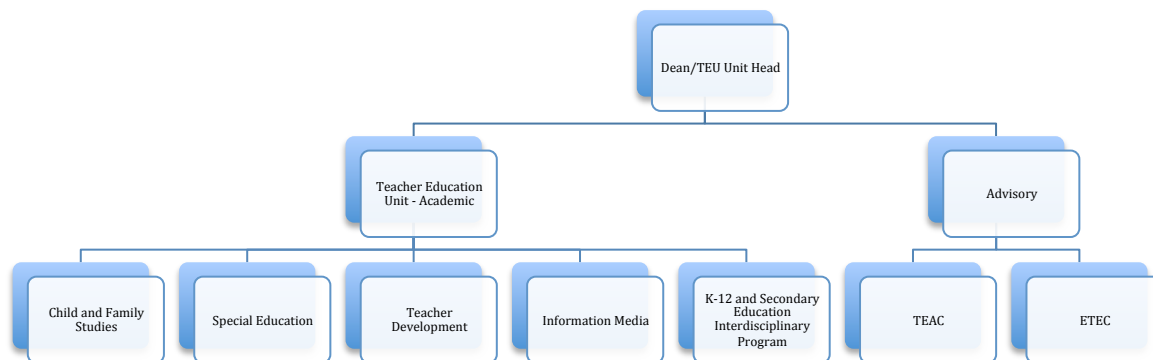 Dean/TEU Unit Head
Teacher Education
Unit - Academic
Advisory
Child and Family
Studies
Special Education
Teacher
Development
Information Media
K-12 and Secondary
Education
Interdisciplinary
Program
TEAC
ETEC